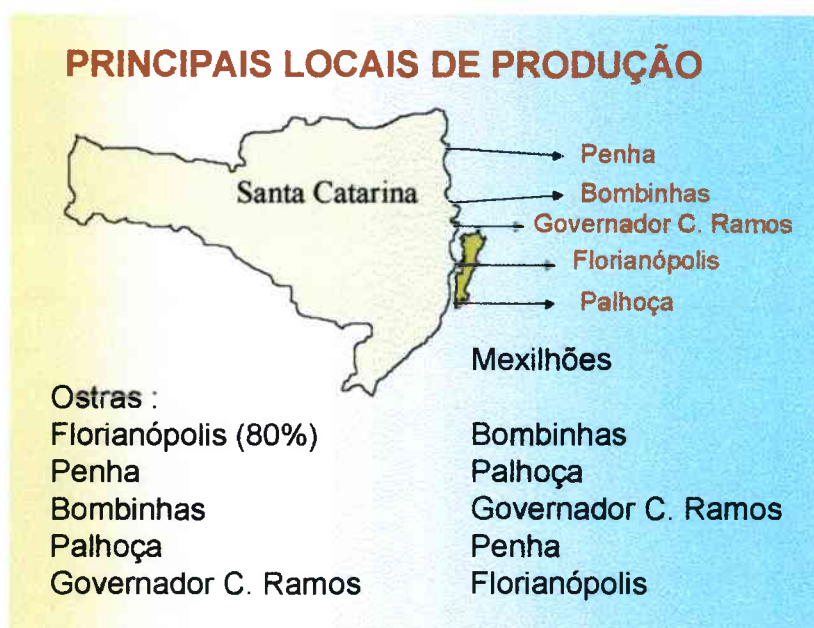 PRINCIPAIS LOCAIS DE PRODUÇÃO
Santa Catarina
Penha
Bombinhas
Governador C. Ramos
Florianópolis
Palhoça
Ostras :
Florianópolis (80%)
Penha
Bombinhas
Palhoça
Governador C. Ramos
Mexilhões
Bombinhas
Palhoça
Governador C. Ramos
Penha
Florianópolis